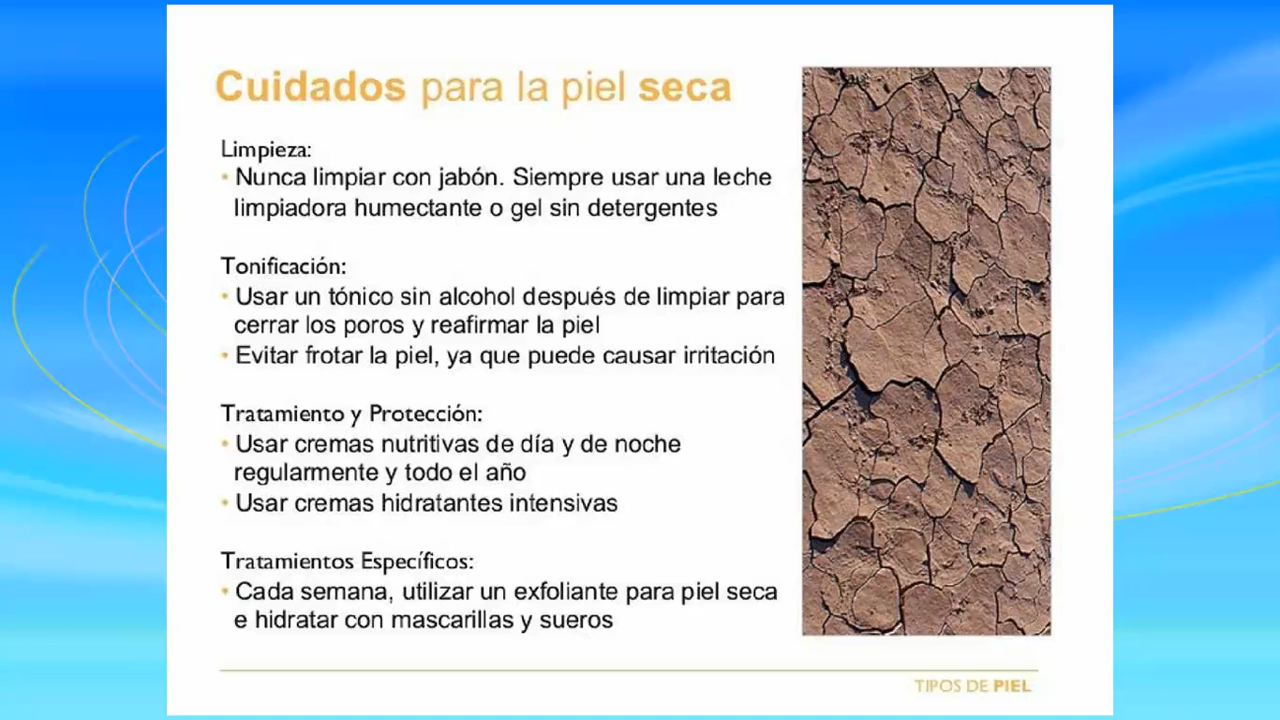 Cuidados para la piel seca
Limpieza:
• Nunca limpiar con jabón. Siempre usar una leche
limpiadora humectante o gel sin detergentes
Tonificación:
• Usar un tónico sin alcohol después de limpiar para
cerrar los poros y reafirmar la piel
• Evitar frotar la piel, ya que puede causar irritación
Tratamiento y Protección:
• Usar cremas nutritivas de día y de noche
regularmente y todo el año
• Usar cremas hidratantes intensivas
Tratamientos Específicos:
• Cada semana, utilizar un exfoliante para piel seca
e hidratar con mascarillas y sueros
TIPOS DE PIEL